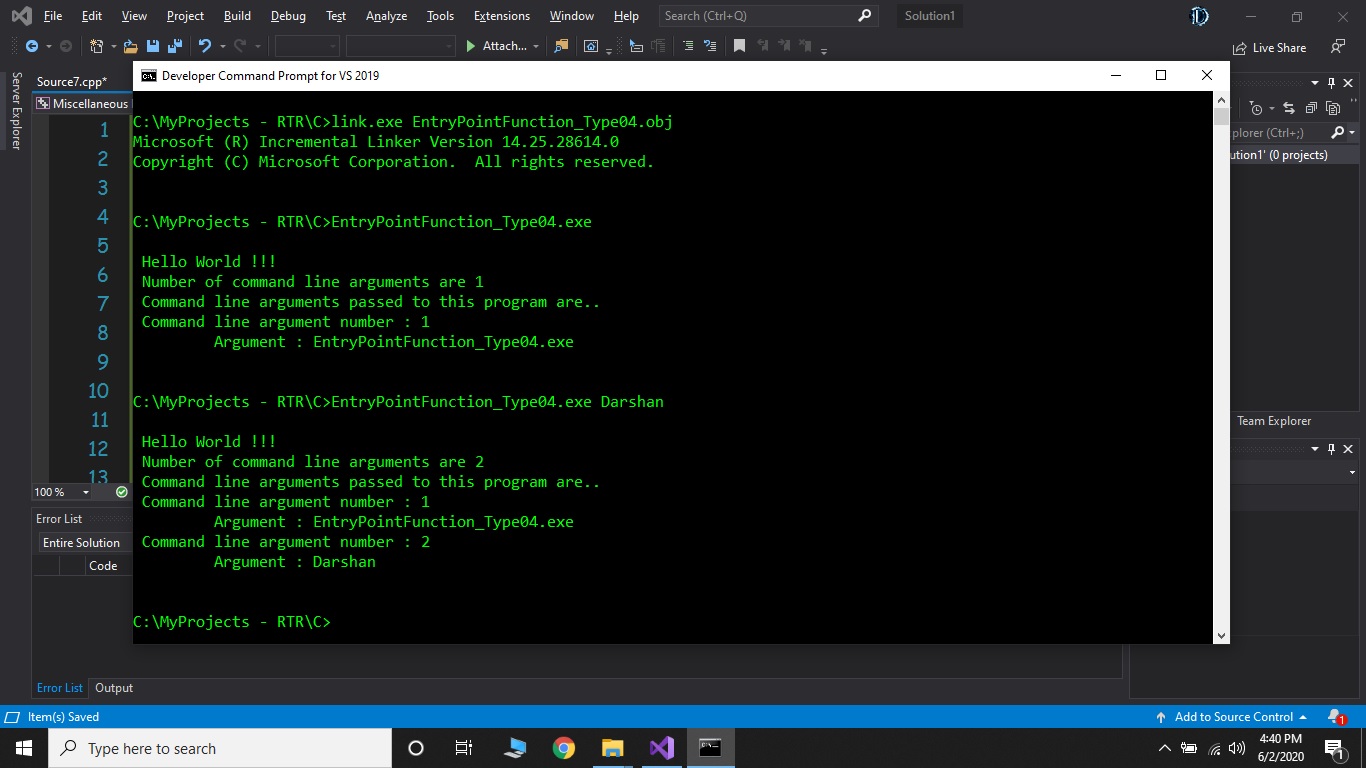 File Edit View Project Build Debug Test Analyze Tools Extensions Window Help Search (Ctrl+Q) Solution1
Attach... Live Share
Server Explorer
Source7.cpp*
Developer Command Prompt for VS 2019
Miscellaneous
C:\MyProjects - RTR\C>link.exe EntryPointFunction_Type04.obj
Microsoft (R) Incremental Linker Version 14.25.28614.0
Copyright (C) Microsoft Corporation.  All rights reserved.
C:\MyProjects - RTR\C>EntryPointFunction_Type04.exe
Hello World !!!
Number of command line arguments are 1
Command line arguments passed to this program are..
Command line argument number : 1
Argument : EntryPointFunction_Type04.exe
C:\MyProjects - RTR\C>EntryPointFunction_Type04.exe Darshan
Hello World !!!
Number of command line arguments are 2
Command line arguments passed to this program are..
Command line argument number : 1
Argument : EntryPointFunction_Type04.exe
Command line argument number : 2
Argument : Darshan
C:\MyProjects - RTR\C>
1
2
3
4
5
6
7
8
9
10
11
12
13
100 %
plorer (Ctrl+;)
ution1' (0 projects)
Team Explorer
Error List
Entire Solution
Code
Error List Output
Item(s) Saved Add to Source Control 1
Type here to search
4:40 PM
6/2/2020
1